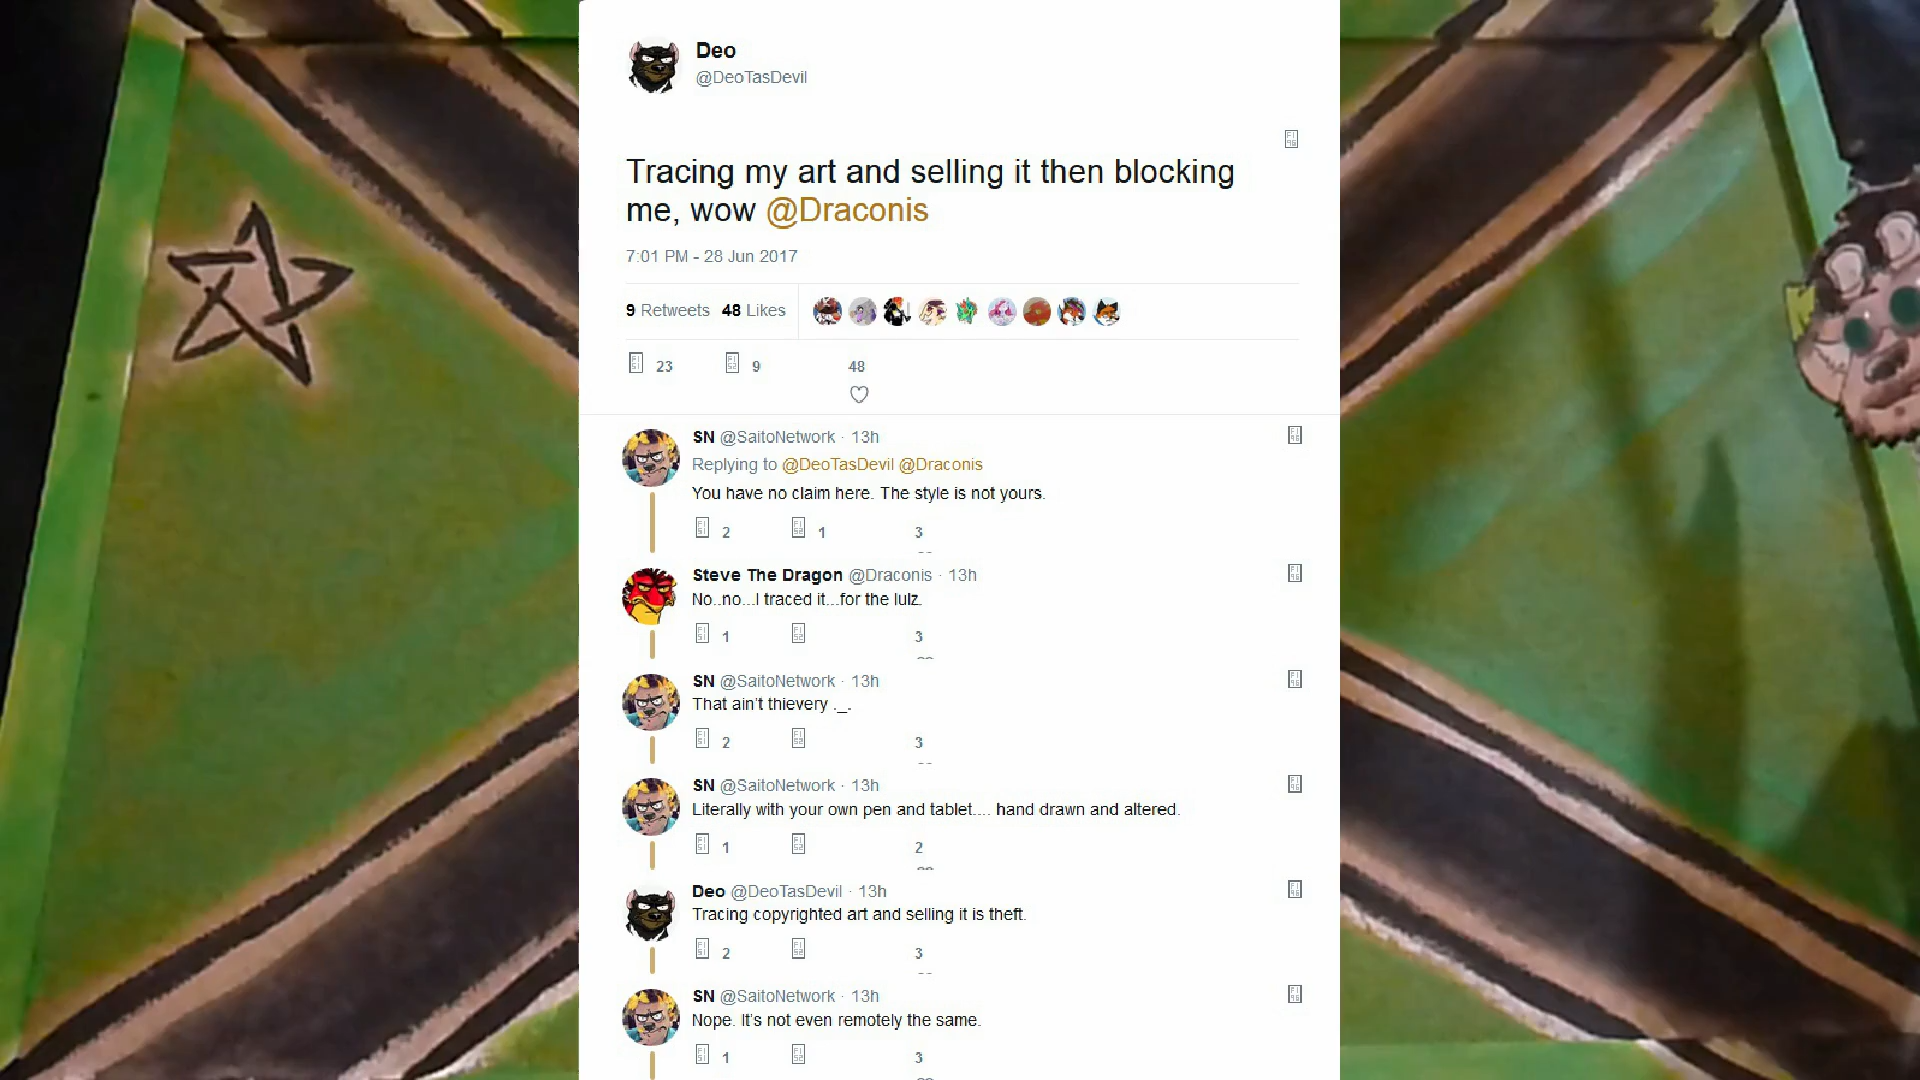 Deo
@DeoTasDevil
Tracing my art and selling it then blocking
me, wow @Draconis
7:01 PM - 28 Jun 2017
9 Retweets 48 Likes
23 9 48
SN @SaitoNetwork · 13h
Replying to @DeoTasDevil @Draconis
You have no claim here. The style is not yours.
2 1 3
Steve The Dragon @Draconis · 13h
No..no...I traced it...for the lulz.
1 3
SN @SaitoNetwork · 13h
That ain't thievery ._.
2 3
SN @SaitoNetwork · 13h
Literally with your own pen and tablet.... hand drawn and altered.
1 2
Deo @DeoTasDevil · 13h
Tracing copyrighted art and selling it is theft.
2 3
SN @SaitoNetwork · 13h
Nope. It's not even remotely the same.
1 3